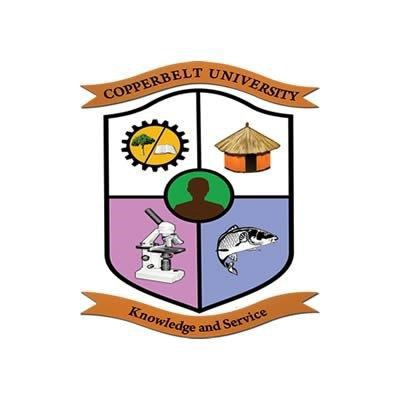 COPPERBELT UNIVERSITY
Knowledge and Service